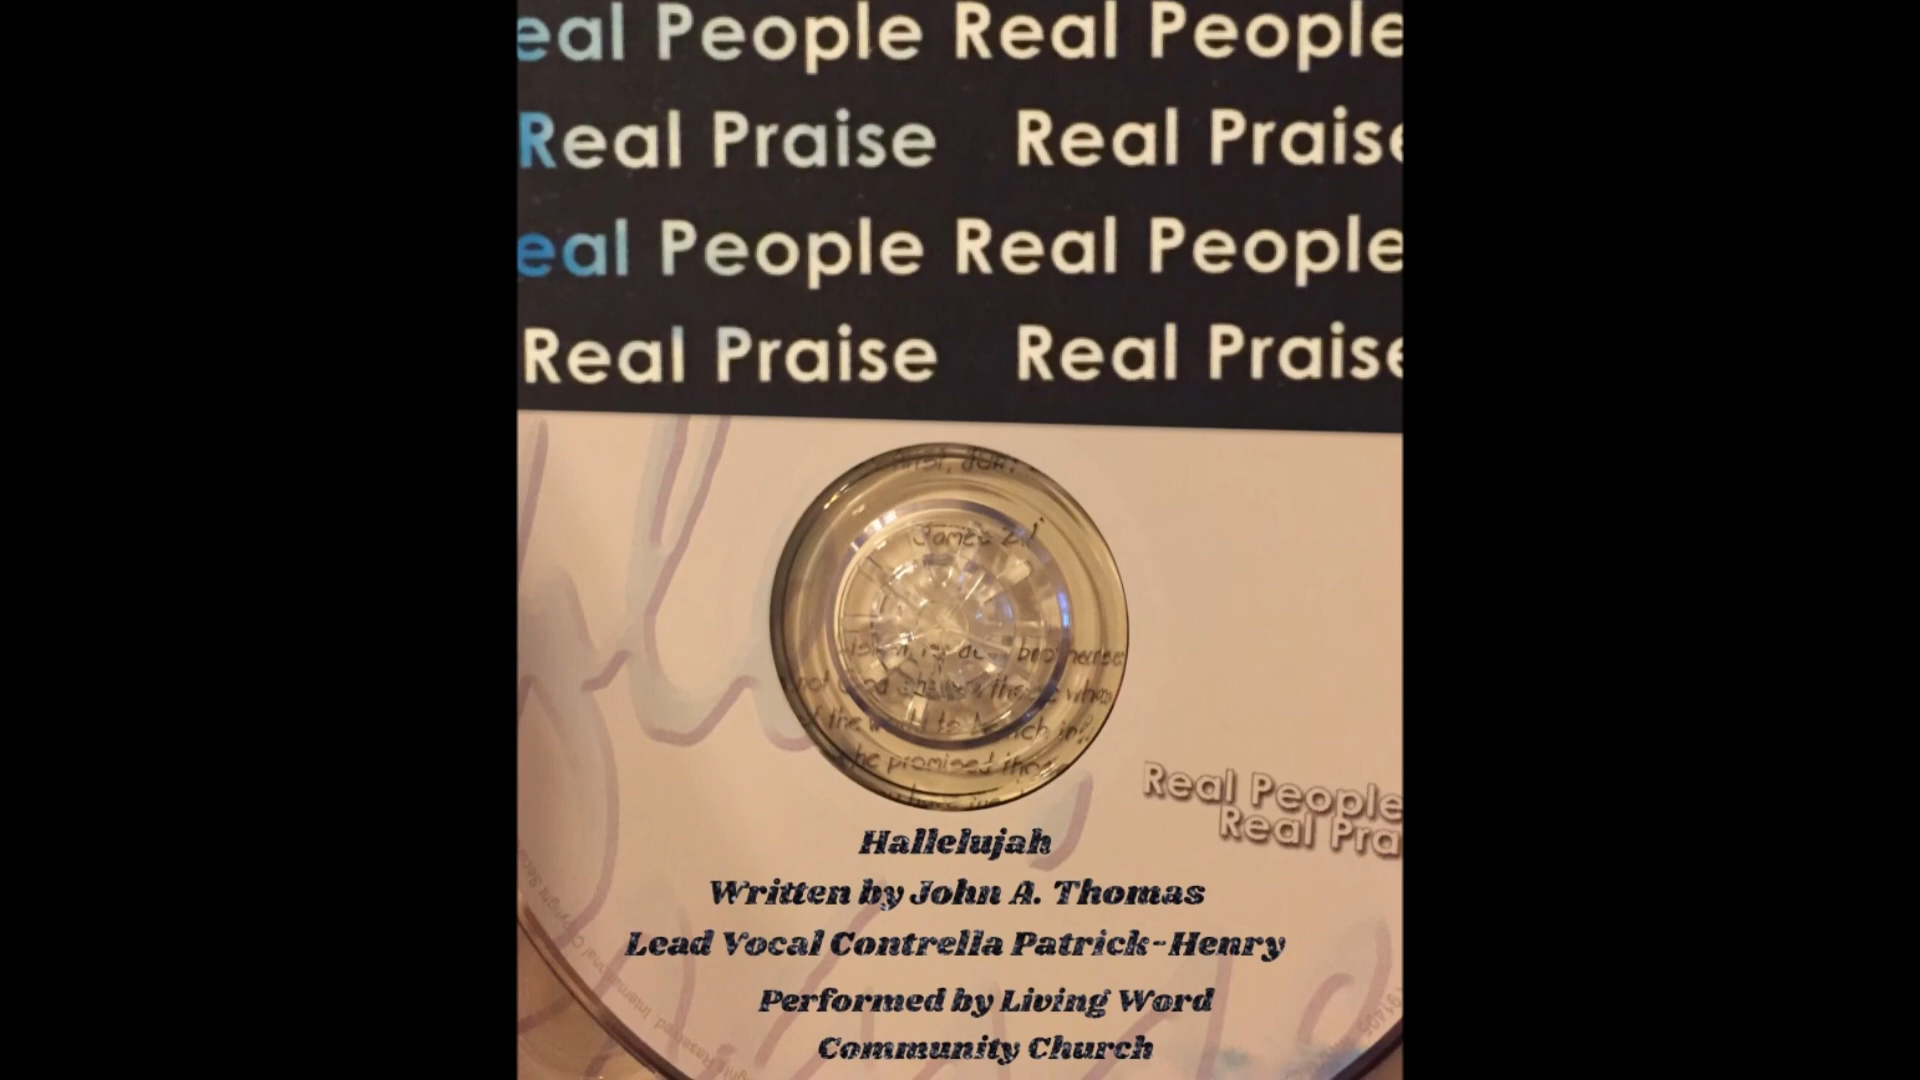 eal People Real People
Real Praise Real Praise
eal People Real People
Real Praise Real Praise
James 2:
he promised
Real People
Real Pra
Hallelujah
Written by John A. Thomas
Lead Vocal Contrella Patrick-Henry
Performed by Living Word
Community Church